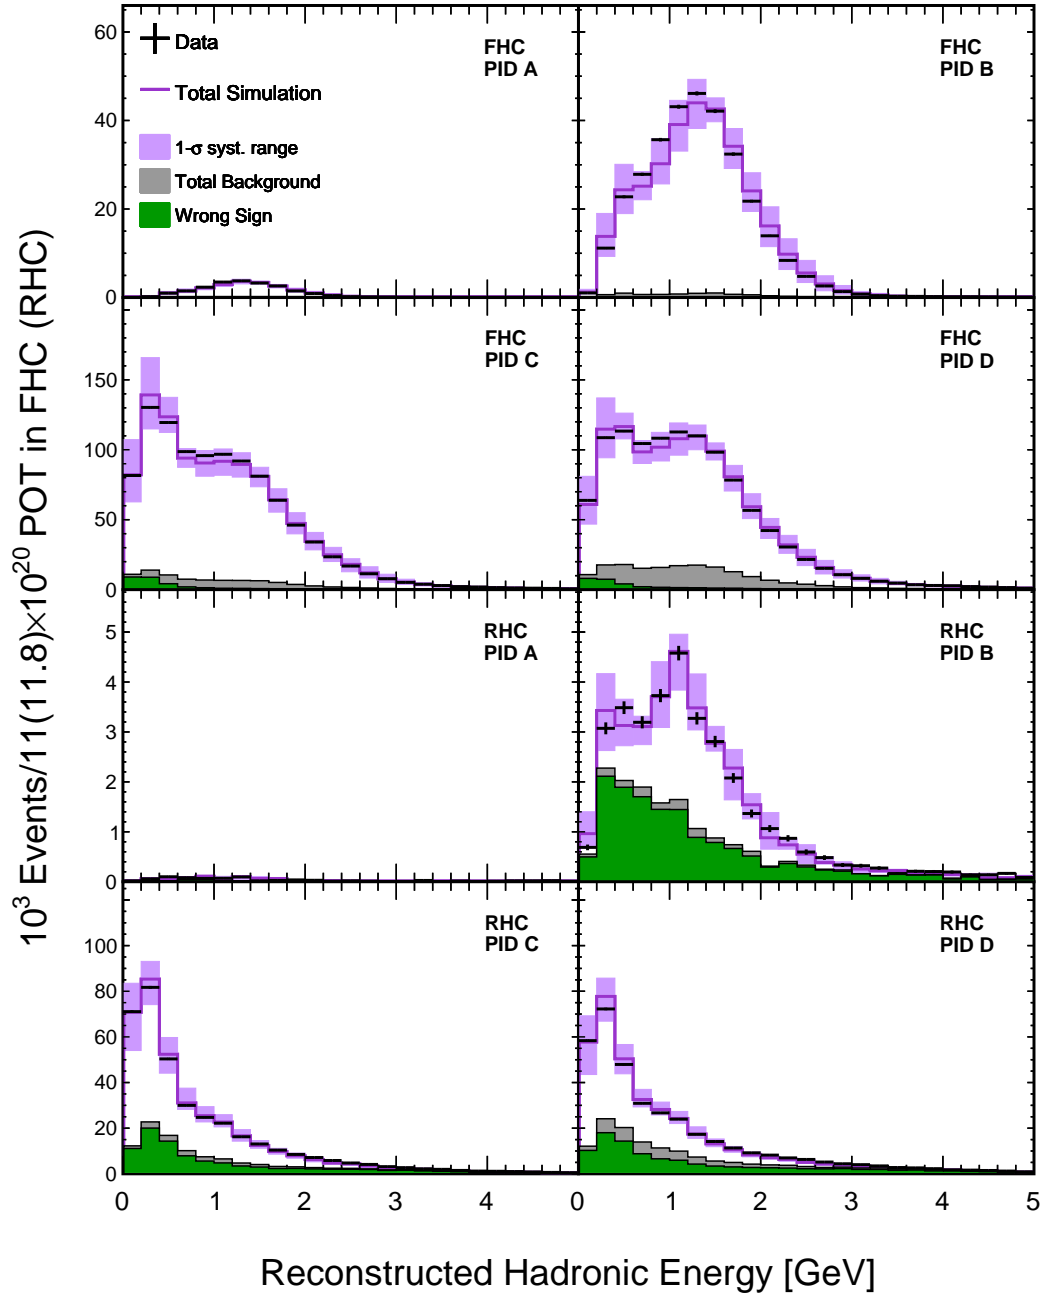 10³ Events/11(11.8)×10²⁰ POT in FHC (RHC)
Data
Total Simulation
1-σ syst. range
Total Background
Wrong Sign
FHC
PID A
60
40
20
0
FHC
PID B
FHC
PID C
150
100
50
0
FHC
PID D
RHC
PID A
5
4
3
2
1
0
RHC
PID B
RHC
PID C
100
80
60
40
20
0
RHC
PID D
0 1 2 3 4
0 1 2 3 4 5
Reconstructed Hadronic Energy [GeV]